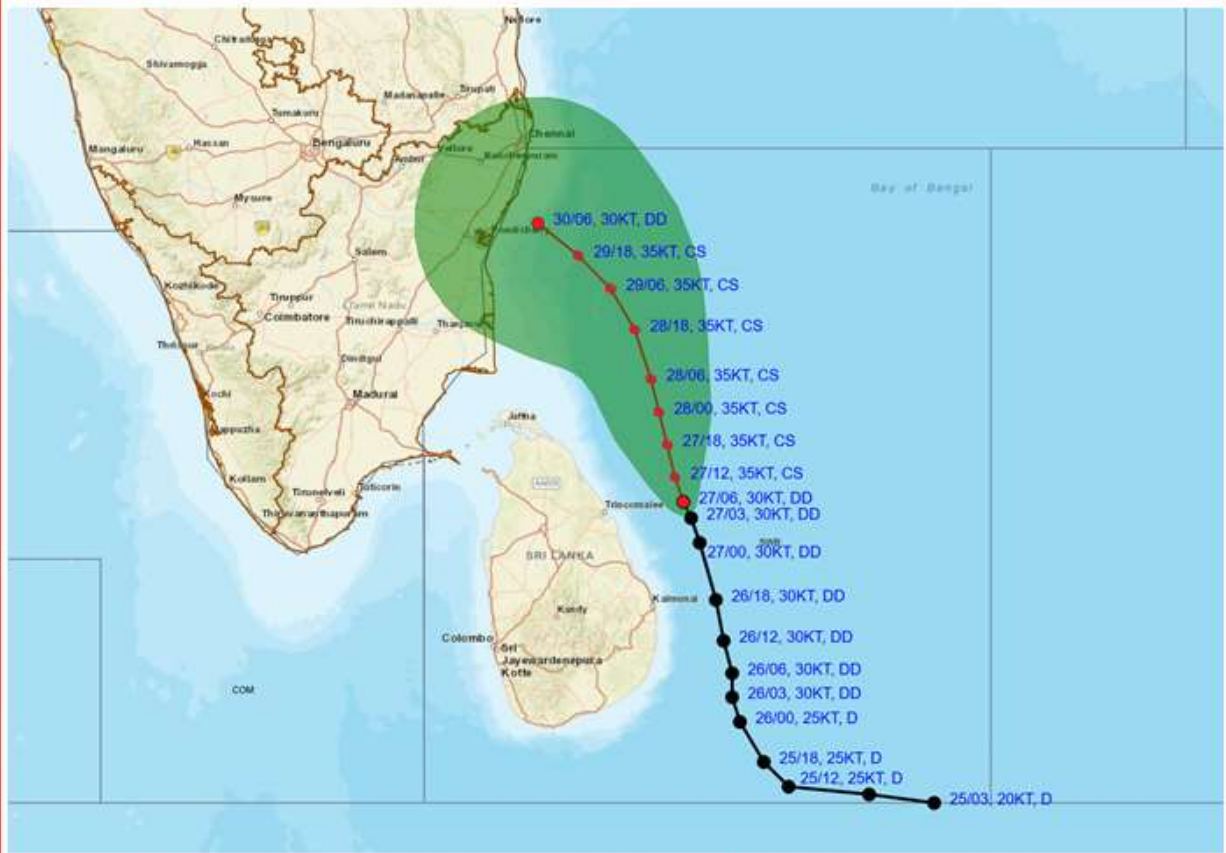 Nellore
Chitradurga
Shivamogga
Madanapalle
Tirupati
Tumakuru
Chennai
Mangaluru
Hassan
Bengaluru
Vellore
Kanchipuram
Ambur
Bay of Bengal
Mysuru
30/06, 30KT, DD
29/18, 35KT, CS
Salem
29/06, 35KT, CS
Kozhikode
Tiruppur
Tamil Nadu
Coimbatore
Tiruchirappalli
28/18, 35KT, CS
Dindigul
28/06, 35KT, CS
Kochi
Madurai
28/00, 35KT, CS
Jaffna
Alappuzha
27/18, 35KT, CS
27/12, 35KT, CS
Kollam
Tirunelveli
Tuticorin
27/06, 30KT, DD
Trincomalee
Thiruvananthapuram
27/03, 30KT, DD
27/00, 30KT, DD
SRI LANKA
26/18, 30KT, DD
Kalmunai
Kandy
26/12, 30KT, DD
Colombo
Sri
Jayewardenepura
Kotte
26/06, 30KT, DD
COM
26/03, 30KT, DD
26/00, 25KT, D
25/18, 25KT, D
25/12, 25KT, D
25/03, 20KT, D